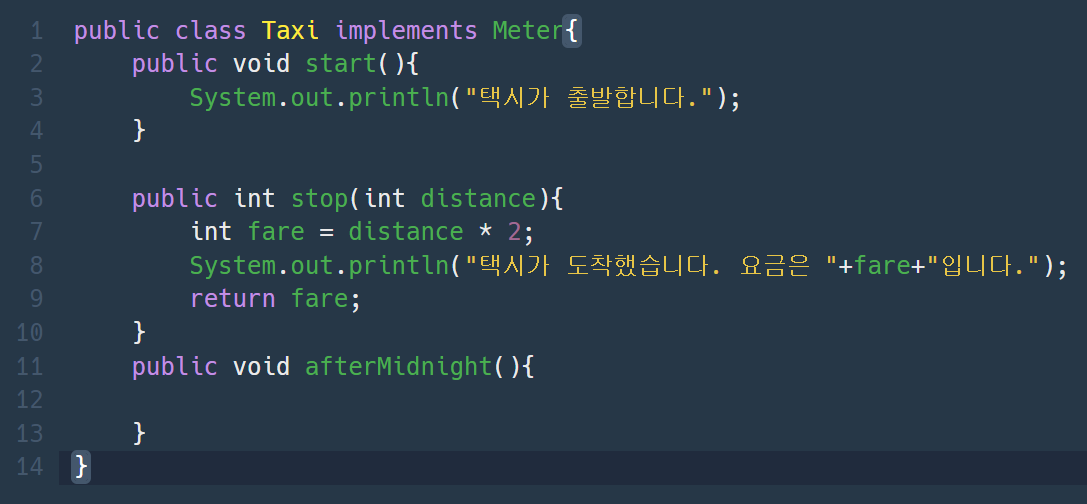 1 public class Taxi implements Meter{
2 public void start(){
3 System.out.println("택시가 출발합니다.");
4 }
5
6 public int stop(int distance){
7 int fare = distance * 2;
8 System.out.println("택시가 도착했습니다. 요금은 "+fare+"입니다.");
9 return fare;
10 }
11 public void afterMidnight(){
12
13 }
14 }